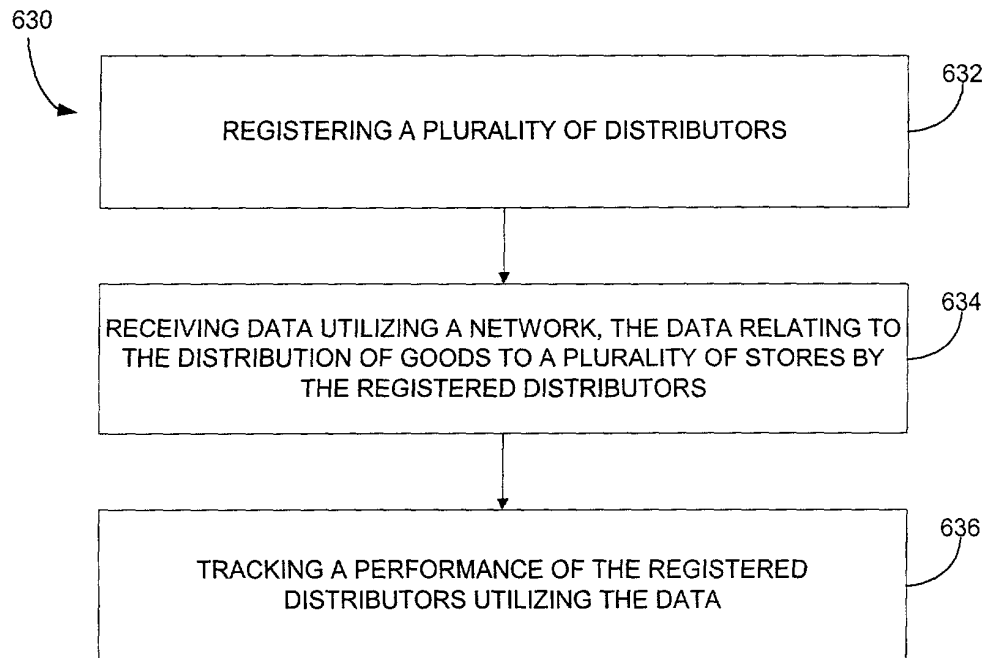 630
632
REGISTERING A PLURALITY OF DISTRIBUTORS
634
RECEIVING DATA UTILIZING A NETWORK, THE DATA RELATING TO
THE DISTRIBUTION OF GOODS TO A PLURALITY OF STORES BY
THE REGISTERED DISTRIBUTORS
636
TRACKING A PERFORMANCE OF THE REGISTERED
DISTRIBUTORS UTILIZING THE DATA